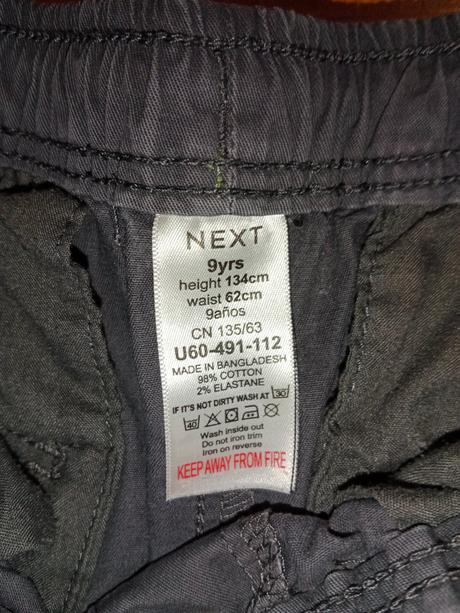 NEXT
9yrs
height 134cm
waist 62cm
9años
CN 135/63
U60-491-112
MADE IN BANGLADESH
98% COTTON
2% ELASTANE
IF IT'S NOT DIRTY WASH AT 30
40
Wash inside out
Do not iron trim
Iron on reverse
KEEP AWAY FROM FIRE